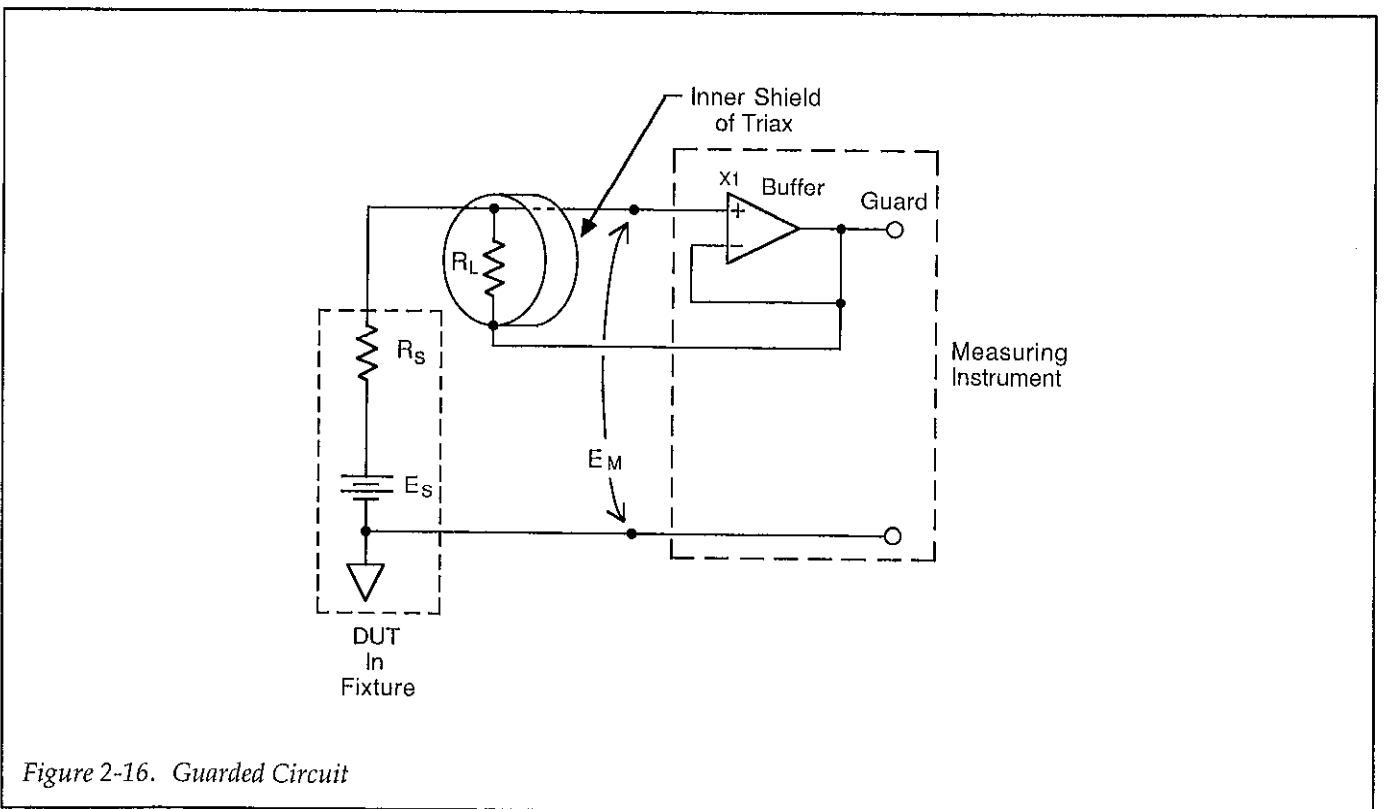 Inner Shield
of Triax
X1
Buffer
Guard
+
−
RL
RS
Measuring
Instrument
EM
ES
DUT
In
Fixture
Figure 2-16. Guarded Circuit